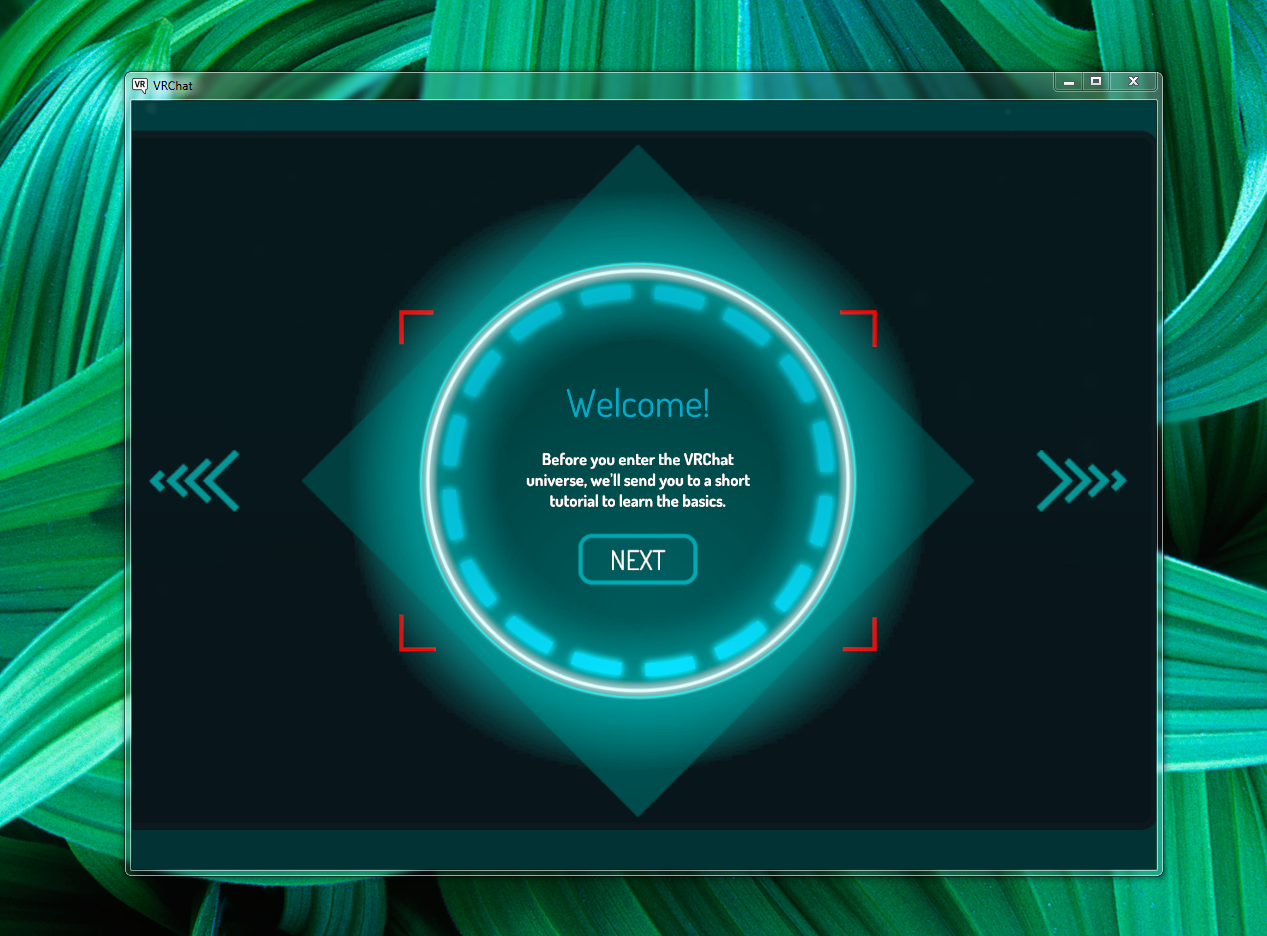 VR VRChat
Welcome!
Before you enter the VRChat
universe, we'll send you to a short
tutorial to learn the basics.
NEXT